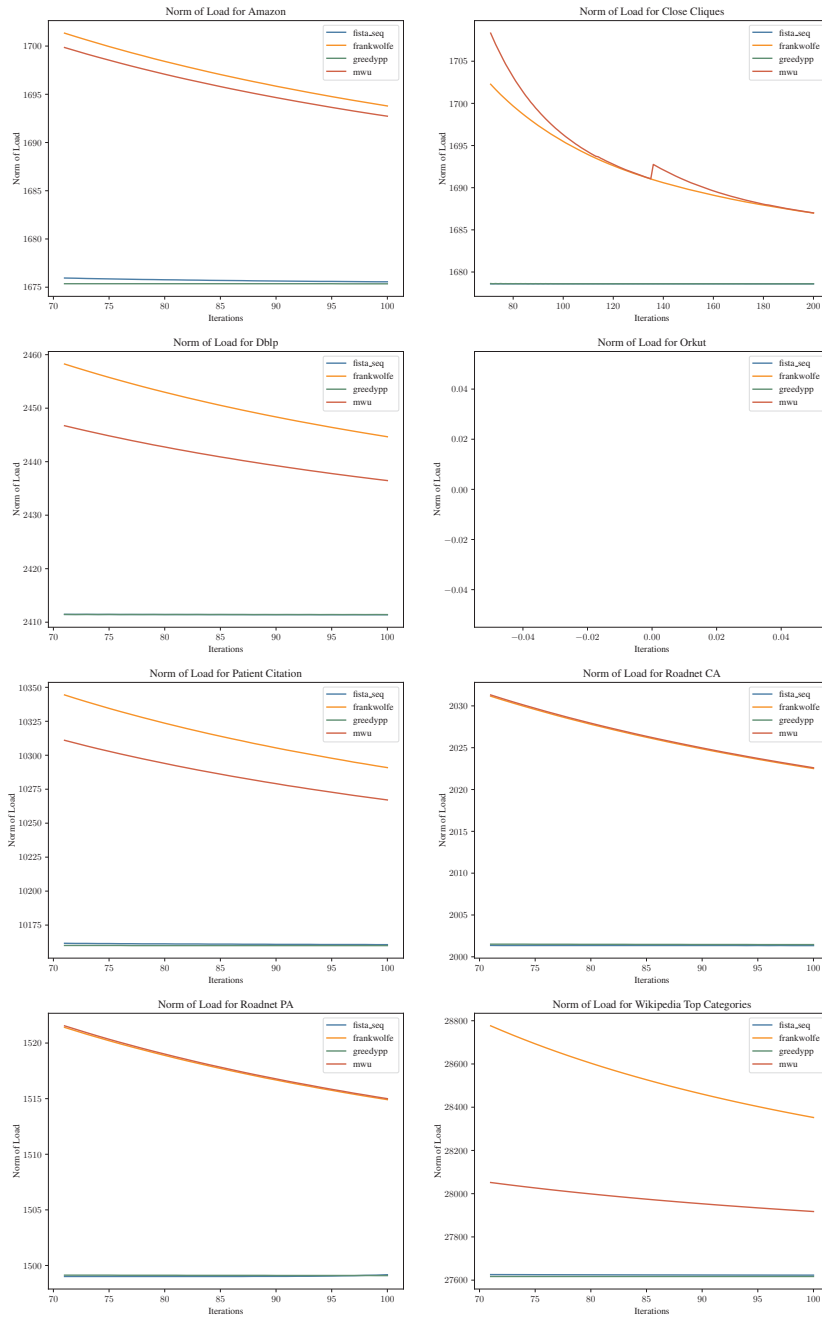 Norm of Load for Amazon
1700
1695
1690
1685
1680
1675
70
75
80
85
90
95
100
Norm of Load
Iterations
fista_seq
frankwolfe
greedypp
mwu
Norm of Load for Close Cliques
1705
1700
1695
1690
1685
1680
80
100
120
140
160
180
200
Norm of Load
Iterations
fista_seq
frankwolfe
greedypp
mwu
Norm of Load for Dblp
2460
2450
2440
2430
2420
2410
70
75
80
85
90
95
100
Norm of Load
Iterations
fista_seq
frankwolfe
greedypp
mwu
Norm of Load for Orkut
0.04
0.02
0.00
−0.02
−0.04
−0.04
−0.02
0.00
0.02
0.04
Norm of Load
Iterations
fista_seq
frankwolfe
greedypp
mwu
Norm of Load for Patient Citation
10350
10325
10300
10275
10250
10225
10200
10175
70
75
80
85
90
95
100
Norm of Load
Iterations
fista_seq
frankwolfe
greedypp
mwu
Norm of Load for Roadnet CA
2030
2025
2020
2015
2010
2005
2000
70
75
80
85
90
95
100
Norm of Load
Iterations
fista_seq
frankwolfe
greedypp
mwu
Norm of Load for Roadnet PA
1520
1515
1510
1505
1500
70
75
80
85
90
95
100
Norm of Load
Iterations
fista_seq
frankwolfe
greedypp
mwu
Norm of Load for Wikipedia Top Categories
28800
28600
28400
28200
28000
27800
27600
70
75
80
85
90
95
100
Norm of Load
Iterations
fista_seq
frankwolfe
greedypp
mwu